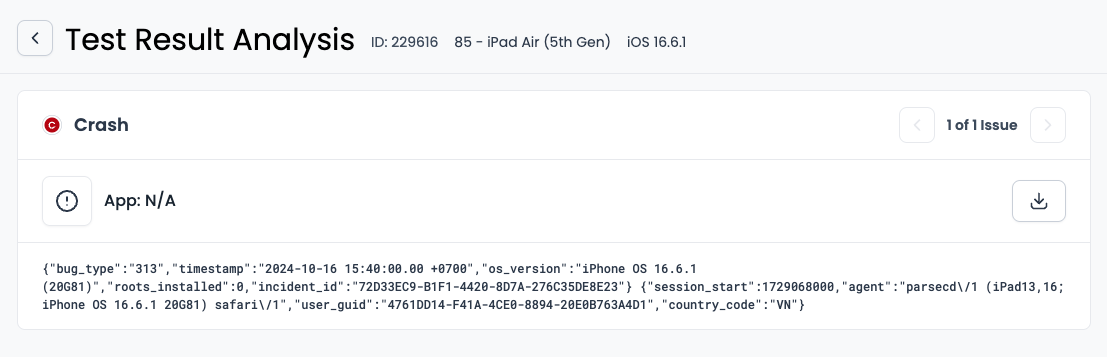 Test Result Analysis ID: 229616 85 - iPad Air (5th Gen) iOS 16.6.1
C Crash 1 of 1 Issue
App: N/A
{"bug_type":"313","timestamp":"2024-10-16 15:40:00.00 +0700","os_version":"iPhone OS 16.6.1
(20G81)","roots_installed":0,"incident_id":"72D33EC9-B1F1-4420-8D7A-276C35DE8E23"} {"session_start":1729068000,"agent":"parsecd\/1 (iPad13,16;
iPhone OS 16.6.1 20G81) safari\/1","user_guid":"4761DD14-F41A-4CE0-8894-20E0B763A4D1","country_code":"VN"}